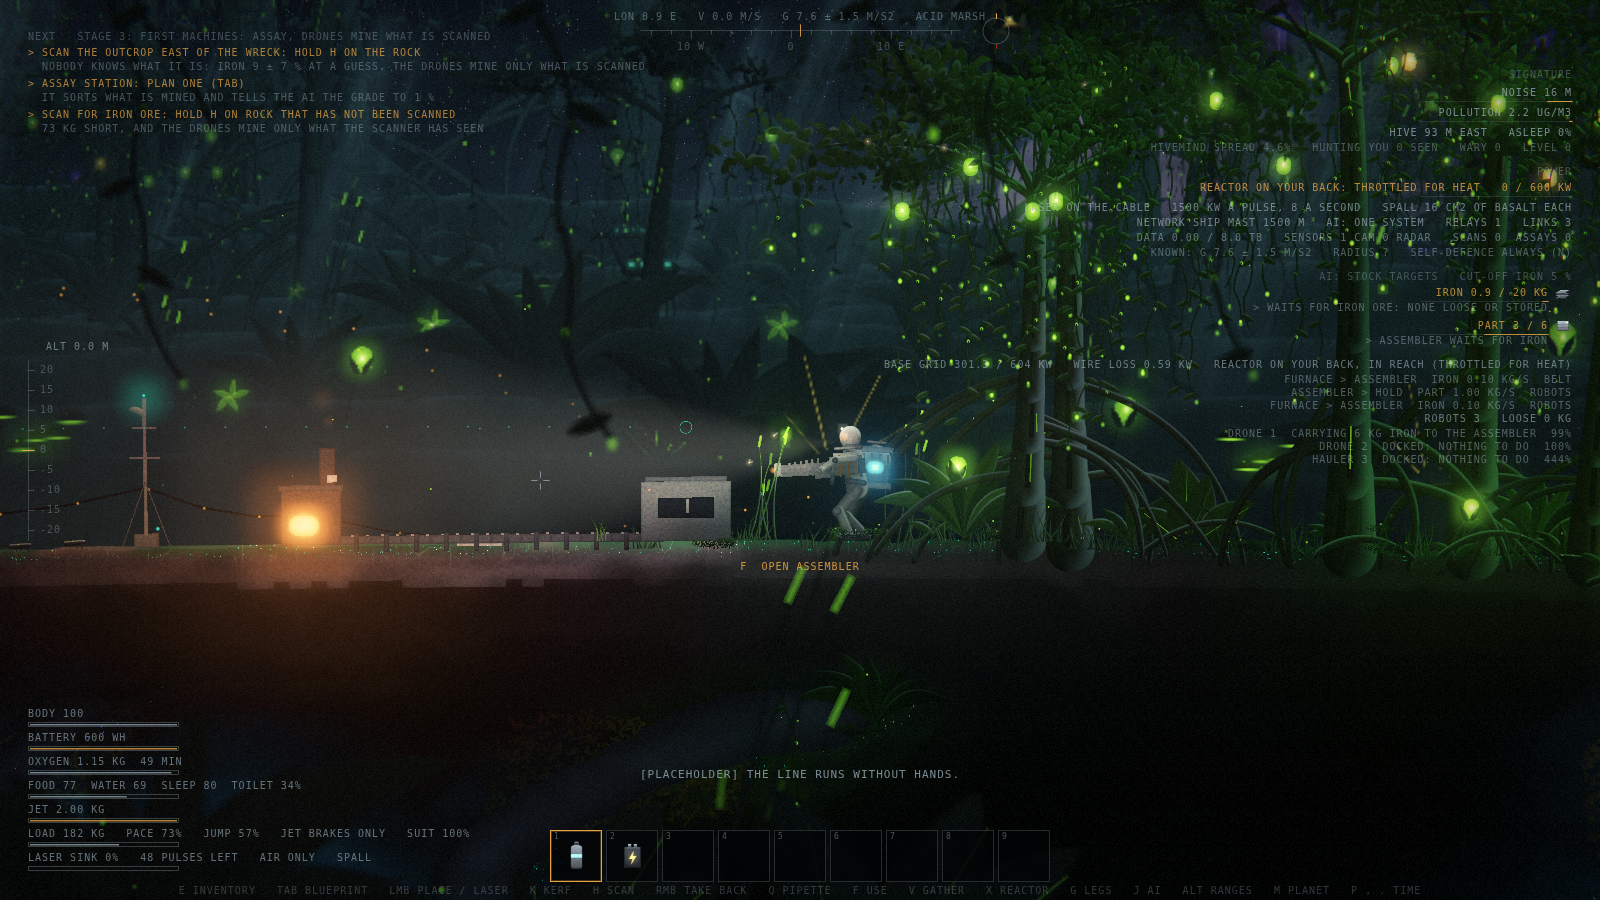 LON 0.9 E   V 0.0 M/S   G 7.6 ± 1.5 M/S2   ACID MARSH
10 W   0   10 E
NEXT   STAGE 3: FIRST MACHINES: ASSAY, DRONES MINE WHAT IS SCANNED
> SCAN THE OUTCROP EAST OF THE WRECK: HOLD H ON THE ROCK
NOBODY KNOWS WHAT IT IS: IRON 9 ± 7 % AT A GUESS. THE DRONES MINE ONLY WHAT IS SCANNED
> ASSAY STATION: PLAN ONE (TAB)
IT SORTS WHAT IS MINED AND TELLS THE AI THE GRADE TO 1 %
> SCAN FOR IRON ORE: HOLD H ON ROCK THAT HAS NOT BEEN SCANNED
73 KG SHORT, AND THE DRONES MINE ONLY WHAT THE SCANNER HAS SEEN
SIGNATURE
NOISE 16 M
POLLUTION 2.2 UG/M3
HIVE 93 M EAST   ASLEEP 0%
HIVEMIND SPREAD 4.6%   HUNTING YOU 0 SEEN   WARY 0   LEVEL 0
POWER
REACTOR ON YOUR BACK: THROTTLED FOR HEAT   0 / 600 KW
ON THE CABLE   1500 KW A PULSE, 8 A SECOND   SPALL 16 CM2 OF BASALT EACH
NETWORK SHIP MAST 1500 M   AI: ONE SYSTEM   RELAYS 1   LINKS 3
DATA 0.00 / 8.0 TB   SENSORS 1 CAM 0 RADAR   SCANS 0   ASSAYS 0
KNOWN: G 7.6 ± 1.5 M/S2   RADIUS ?   SELF-DEFENCE ALWAYS (N)
AI: STOCK TARGETS   CUT-OFF IRON 5 %
IRON 0.9 / 20 KG
> WAITS FOR IRON ORE: NONE LOOSE OR STORED
PART 3 / 6
> ASSEMBLER WAITS FOR IRON
BASE GRID 301. / 604 KW   WIRE LOSS 0.59 KW   REACTOR ON YOUR BACK, IN REACH (THROTTLED FOR HEAT)
FURNACE > ASSEMBLER   IRON 0.10 KG/S   BELT
ASSEMBLER > HOLD   PART 1.00 KG/S   ROBOTS
FURNACE > ASSEMBLER   IRON 0.10 KG/S   ROBOTS
ROBOTS 3   LOOSE 0 KG
DRONE 1   CARRYING 6 KG IRON TO THE ASSEMBLER   99%
DRONE 2   DOCKED: NOTHING TO DO   100%
HAULER 3   DOCKED: NOTHING TO DO   444%
ALT 0.0 M
20
15
10
5
0
-5
-10
-15
-20
F   OPEN ASSEMBLER
[PLACEHOLDER] THE LINE RUNS WITHOUT HANDS.
BODY 100
BATTERY 600 WH
OXYGEN 1.15 KG   49 MIN
FOOD 77   WATER 69   SLEEP 80   TOILET 34%
JET 2.00 KG
LOAD 182 KG   PACE 73%   JUMP 57%   JET BRAKES ONLY   SUIT 100%
LASER SINK 0%   48 PULSES LEFT   AIR ONLY   SPALL
1 2 3 4 5 6 7 8 9
E INVENTORY   TAB BLUEPRINT   LMB PLACE / LASER   K KERF   H SCAN   RMB TAKE BACK   Q PIPETTE   F USE   V GATHER   X REACTOR   G LEGS   J AI   ALT RANGES   M PLANET   P , . TIME